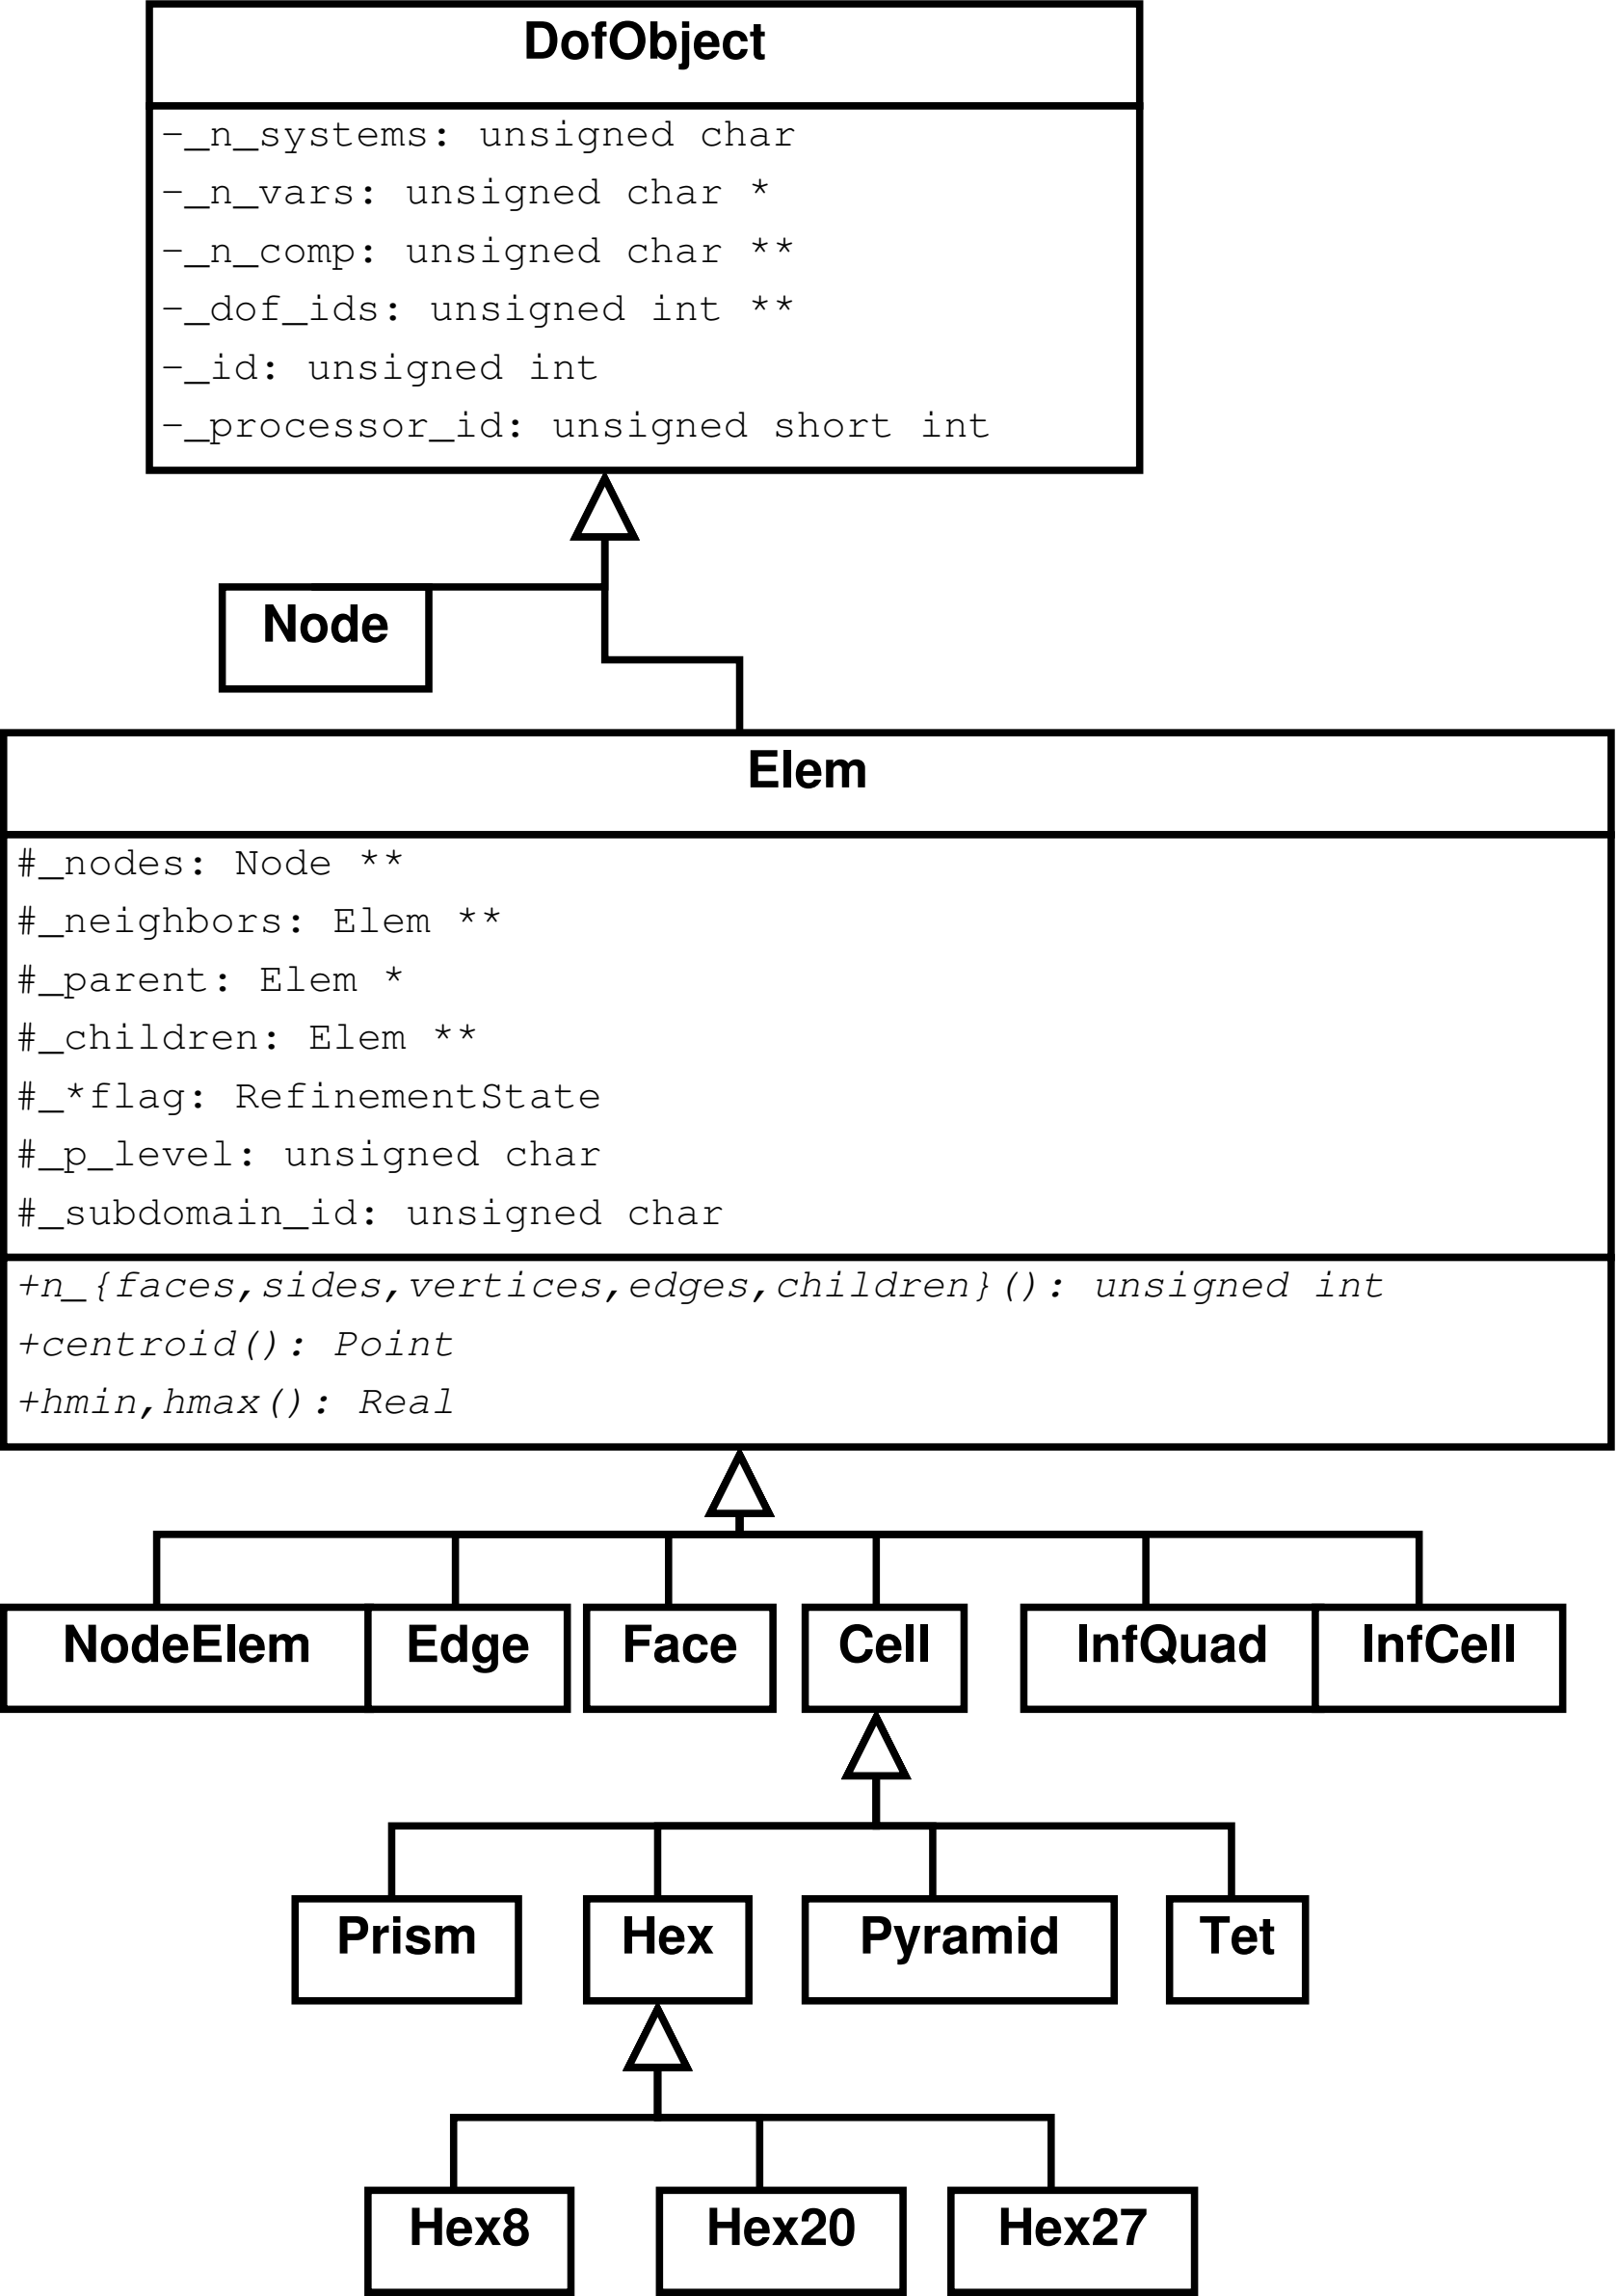 DofObject
-_n_systems: unsigned char
-_n_vars: unsigned char *
-_n_comp: unsigned char **
-_dof_ids: unsigned int **
-_id: unsigned int
-_processor_id: unsigned short int
Node
Elem
#_nodes: Node **
#_neighbors: Elem **
#_parent: Elem *
#_children: Elem **
#_*flag: RefinementState
#_p_level: unsigned char
#_subdomain_id: unsigned char
+n_{faces,sides,vertices,edges,children}(): unsigned int
+centroid(): Point
+hmin,hmax(): Real
NodeElem Edge Face Cell InfQuad InfCell
Prism Hex Pyramid Tet
Hex8 Hex20 Hex27